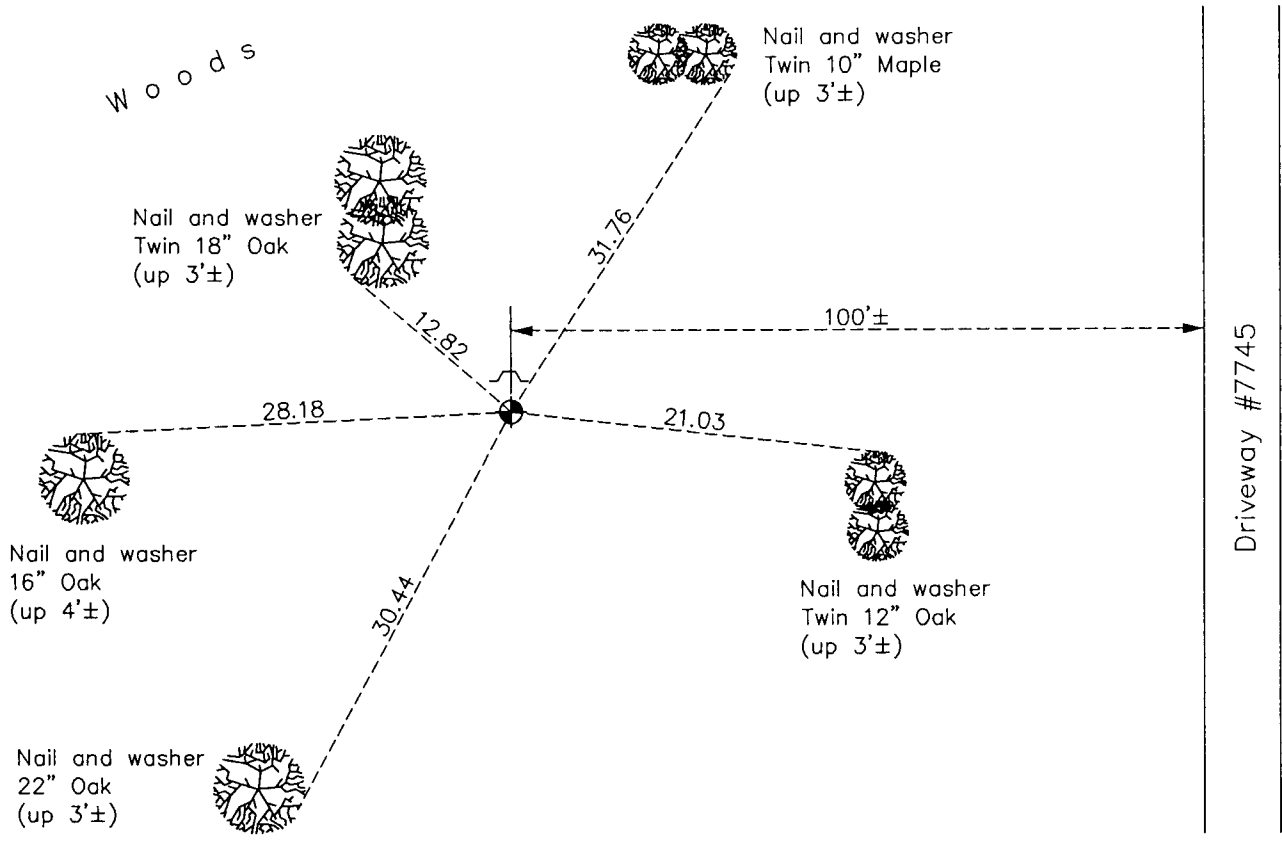 Woods
Nail and washer
Twin 10" Maple
(up 3'±)
Nail and washer
Twin 18" Oak
(up 3'±)
31.76
12.82
100'±
28.18
21.03
Driveway #7745
Nail and washer
16" Oak
(up 4'±)
30.44
Nail and washer
Twin 12" Oak
(up 3'±)
Nail and washer
22" Oak
(up 3'±)